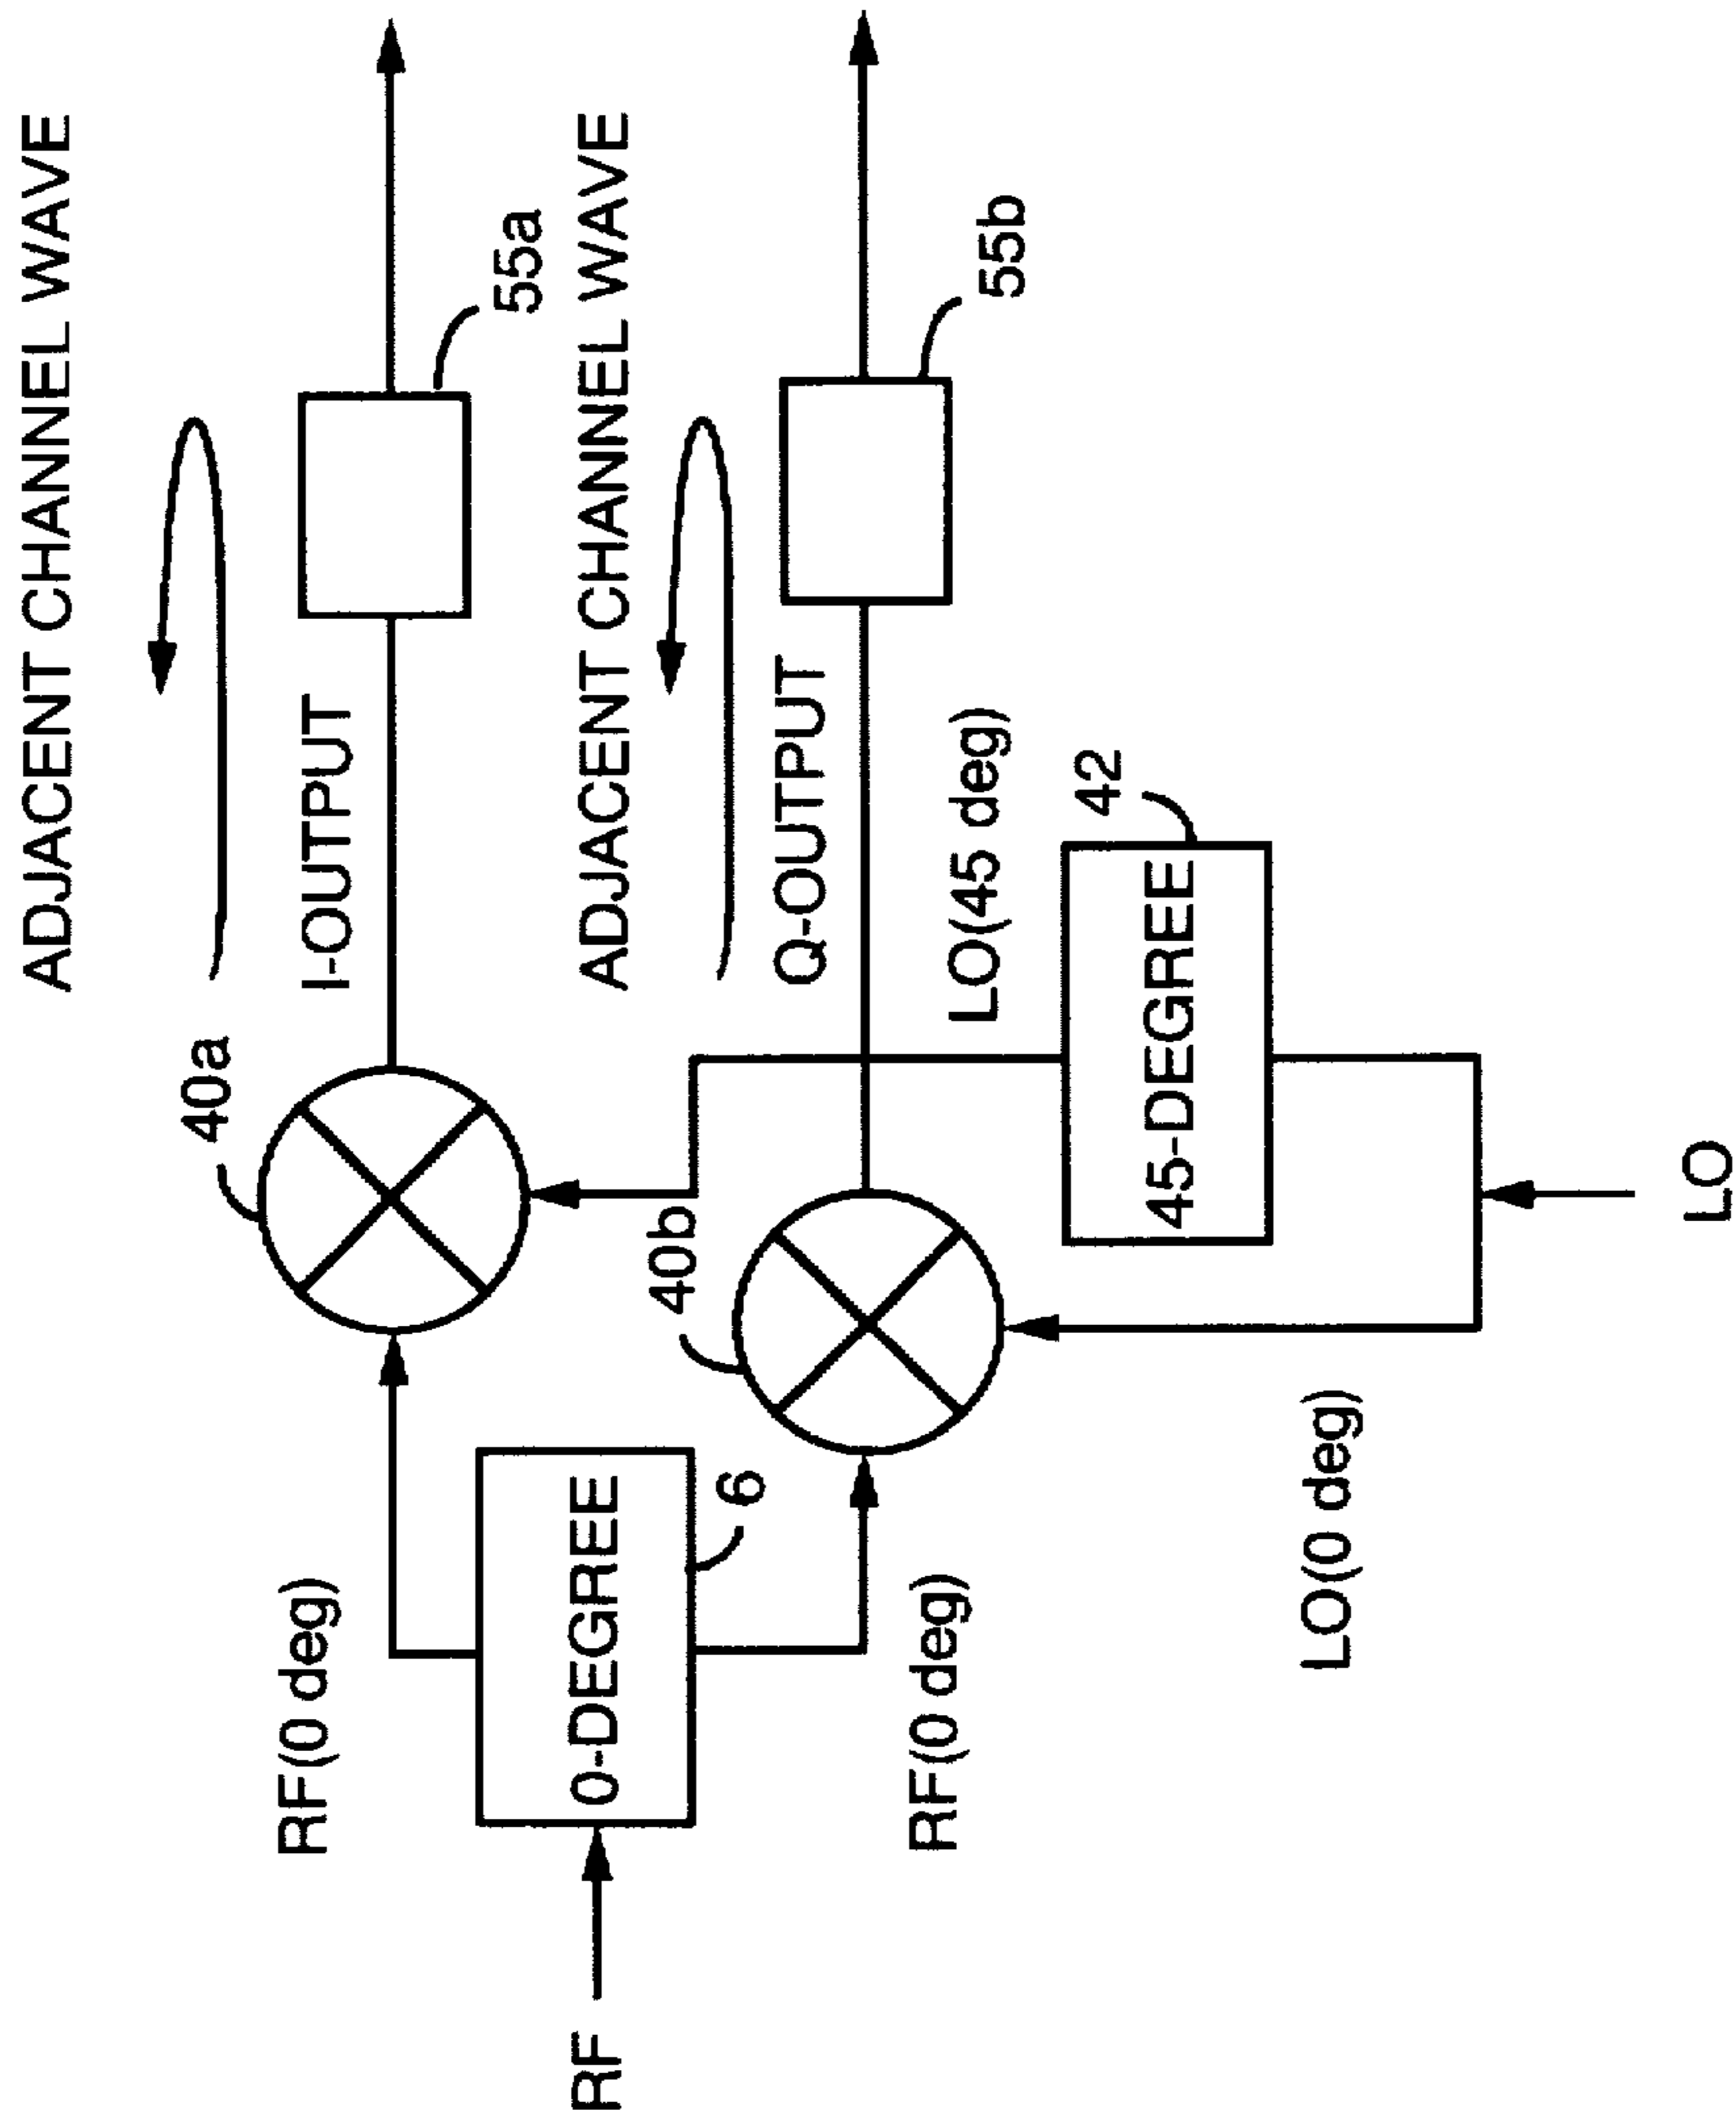 ADJACENT CHANNEL WAVE
40a
I-OUTPUT
55a
RF(0 deg)
ADJACENT CHANNEL WAVE
RF
0-DEGREE
6
40b
Q-OUTPUT
55b
RF(0 deg)
LO(45 deg)
42
45-DEGREE
LO(0 deg)
LO